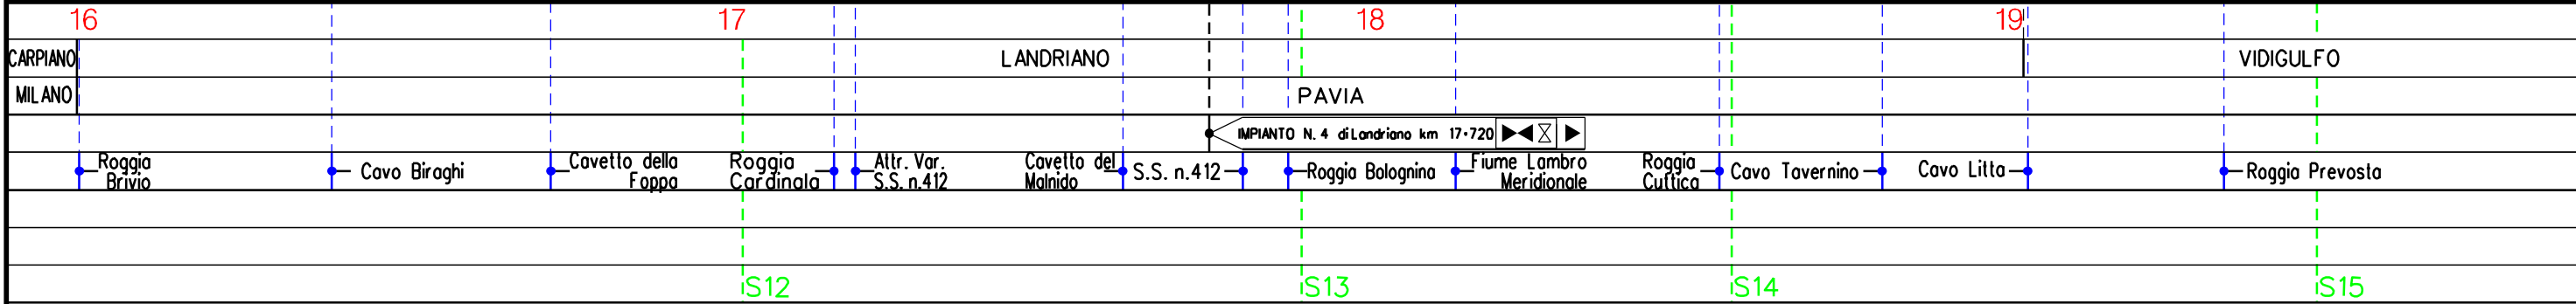 16 17 18 19
CARPIANO LANDRIANO VIDIGULFO
MILANO PAVIA
IMPIANTO N. 4 di Landriano km 17+720
Roggia Brivio
Cavo Biraghi
Cavetto della Foppa
Roggia Cardinala
Attr. Var. S.S. n.412
Cavetto del Malnido
S.S. n.412
Roggia Bolognina
Fiume Lambro Meridionale
Roggia Cuttica
Cavo Tavernino
Cavo Litta
Roggia Prevosta
S12 S13 S14 S15